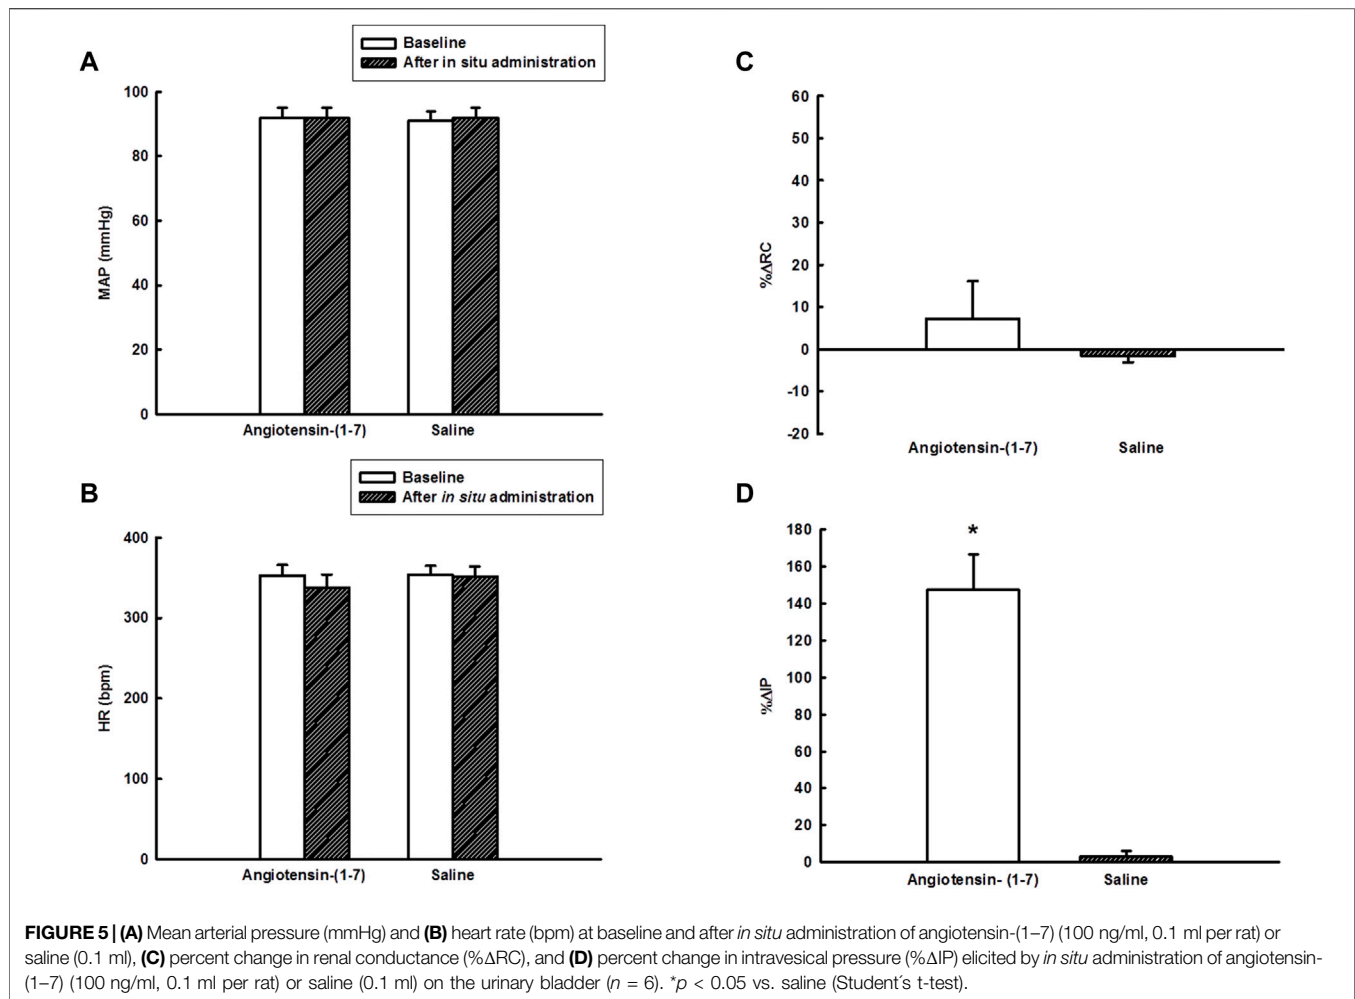 A
Baseline
After in situ administration
100
80
60
40
20
0
MAP (mmHg)
Angiotensin-(1-7) Saline
C
60
50
40
30
20
10
0
-10
-20
%ΔRC
Angiotensin-(1-7) Saline
B
Baseline
After in situ administration
400
300
200
100
0
HR (bpm)
Angiotensin-(1-7) Saline
D
180
160
140
120
100
80
60
40
20
0
%ΔIP
*
Angiotensin- (1-7) Saline
FIGURE 5 | (A) Mean arterial pressure (mmHg) and (B) heart rate (bpm) at baseline and after in situ administration of angiotensin-(1–7) (100 ng/ml, 0.1 ml per rat) or
saline (0.1 ml), (C) percent change in renal conductance (%ΔRC), and (D) percent change in intravesical pressure (%ΔIP) elicited by in situ administration of angiotensin-
(1–7) (100 ng/ml, 0.1 ml per rat) or saline (0.1 ml) on the urinary bladder (n = 6). *p < 0.05 vs. saline (Student´s t-test).